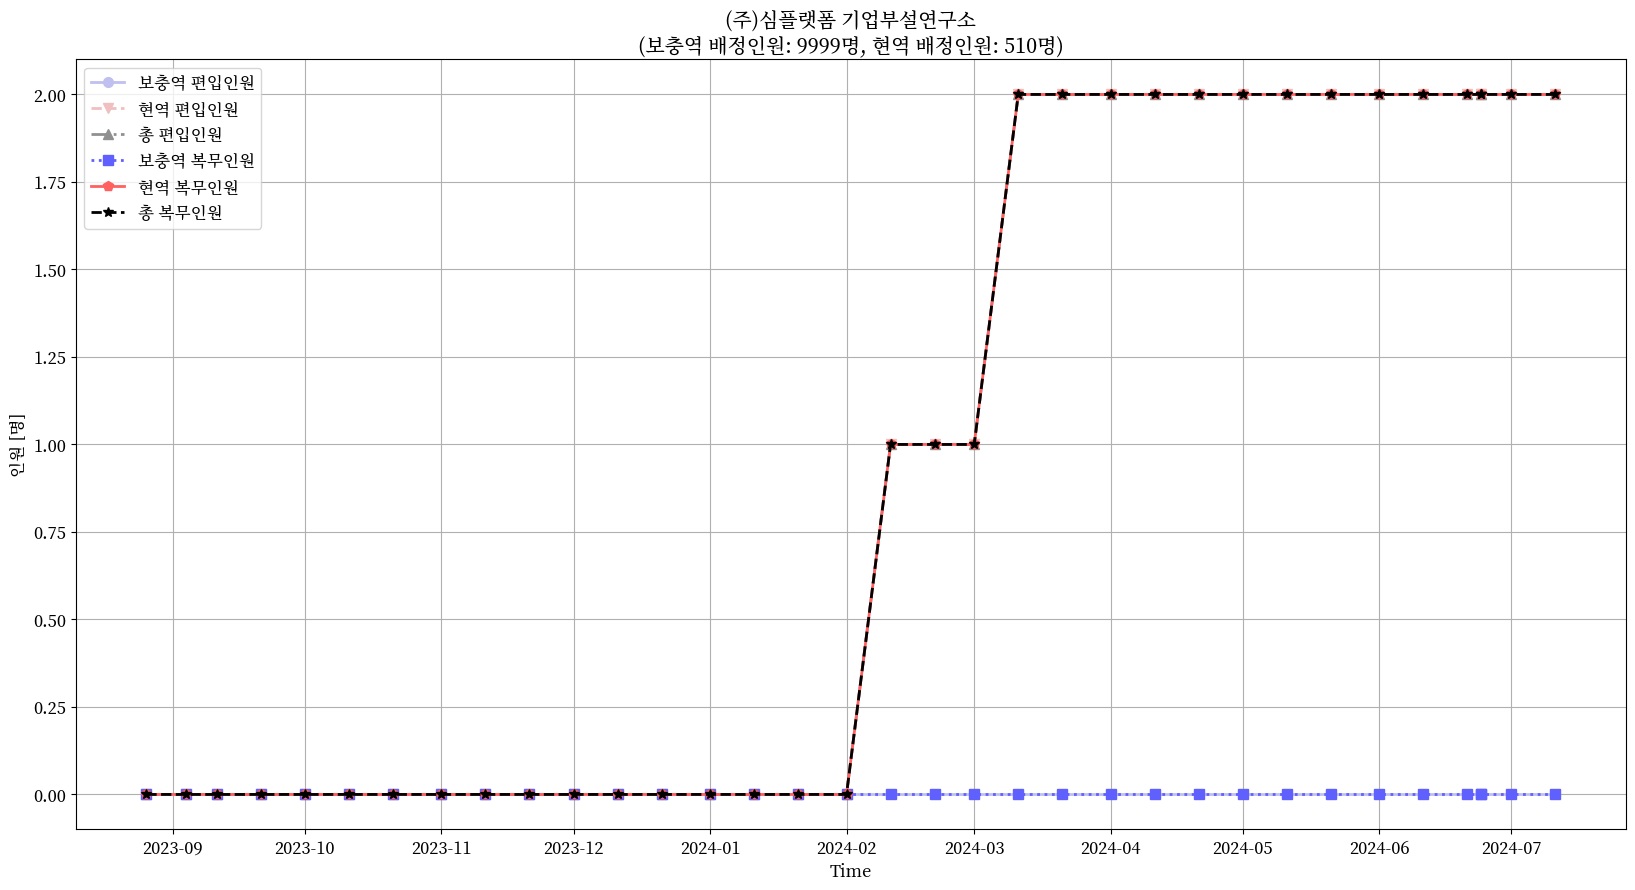 (주)심플랫폼 기업부설연구소
(보충역 배정인원: 9999명, 현역 배정인원: 510명)
보충역 편입인원
현역 편입인원
총 편입인원
보충역 복무인원
현역 복무인원
총 복무인원
인원 [명]
2.00
1.75
1.50
1.25
1.00
0.75
0.50
0.25
0.00
2023-09
2023-10
2023-11
2023-12
2024-01
2024-02
2024-03
2024-04
2024-05
2024-06
2024-07
Time